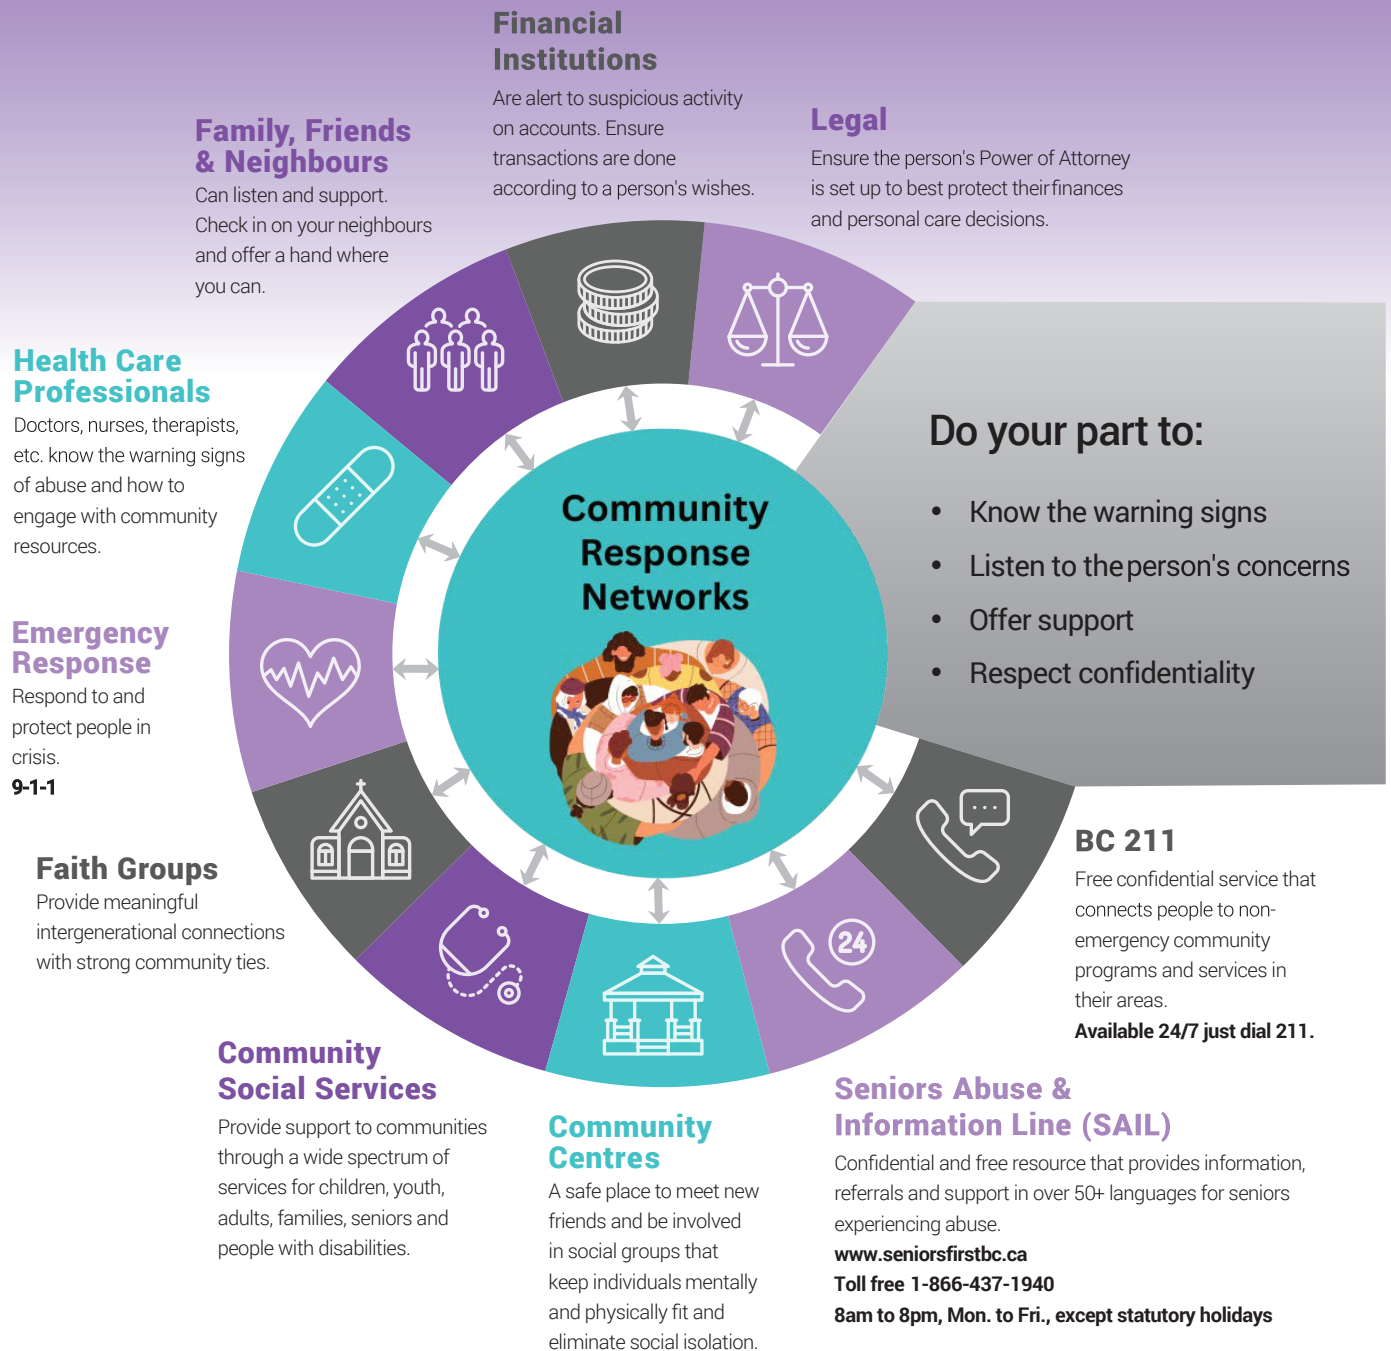 Financial
Institutions
Are alert to suspicious activity
on accounts. Ensure
transactions are done
according to a person's wishes.
Legal
Ensure the person's Power of Attorney
is set up to best protect their finances
and personal care decisions.
Family, Friends
& Neighbours
Can listen and support.
Check in on your neighbours
and offer a hand where
you can.
Health Care
Professionals
Doctors, nurses, therapists,
etc. know the warning signs
of abuse and how to
engage with community
resources.
Emergency
Response
Respond to and
protect people in
crisis.
9-1-1
Faith Groups
Provide meaningful
intergenerational connections
with strong community ties.
Community
Social Services
Provide support to communities
through a wide spectrum of
services for children, youth,
adults, families, seniors and
people with disabilities.
Community
Centres
A safe place to meet new
friends and be involved
in social groups that
keep individuals mentally
and physically fit and
eliminate social isolation.
24
Seniors Abuse &
Information Line (SAIL)
Confidential and free resource that provides information,
referrals and support in over 50+ languages for seniors
experiencing abuse.
www.seniorsfirstbc.ca
Toll free 1-866-437-1940
8am to 8pm, Mon. to Fri., except statutory holidays
BC 211
Free confidential service that
connects people to non-
emergency community
programs and services in
their areas.
Available 24/7 just dial 211.
Community
Response
Networks
Do your part to:
• Know the warning signs
• Listen to the person's concerns
• Offer support
• Respect confidentiality